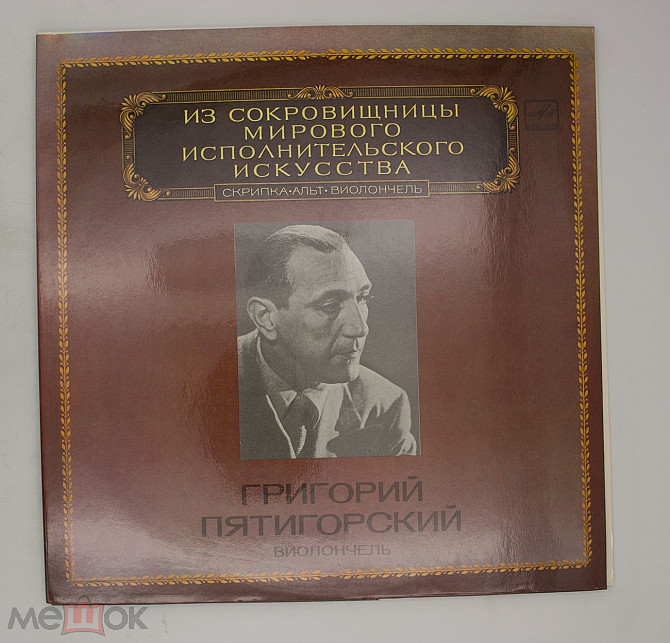 ИЗ СОКРОВИЩНИЦЫ
МИРОВОГО
ИСПОЛНИТЕЛЬСКОГО
ИСКУССТВА
СКРИПКА•АЛЬТ•ВИОЛОНЧЕЛЬ
ГРИГОРИЙ
ПЯТИГОРСКИЙ
ВИОЛОНЧЕЛЬ
мешок